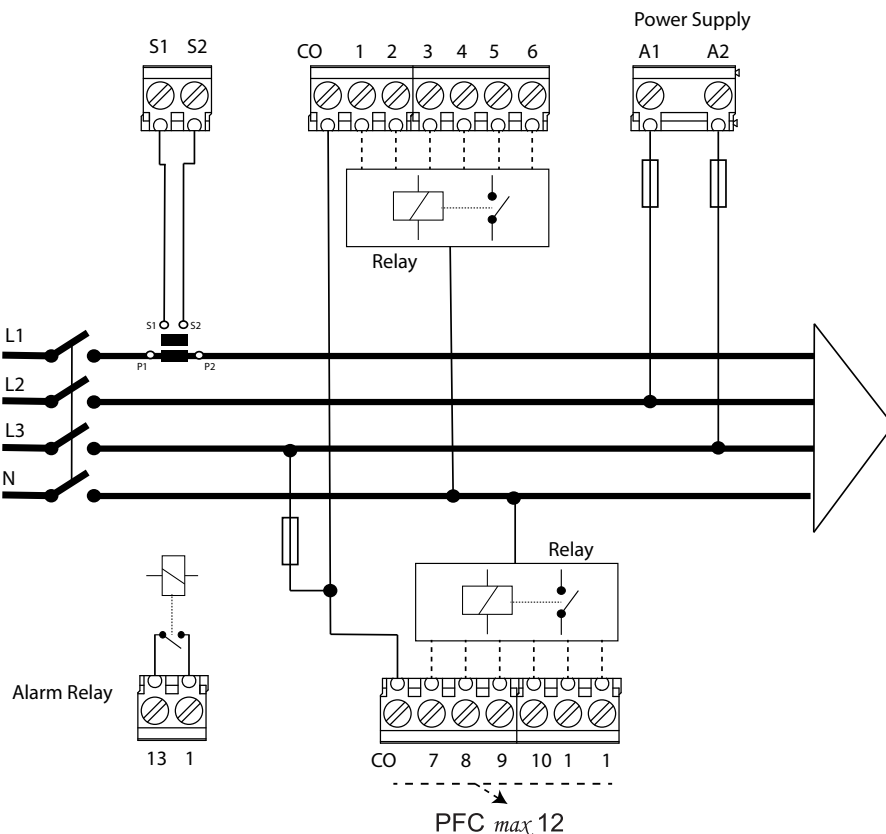 Power Supply
S1 S2
CO 1 2 3 4 5 6
A1 A2
Relay
S1 S2
L1
P1 P2
L2
L3
N
Relay
Alarm Relay
13 1
CO 7 8 9 10 1 1
PFC max. 12